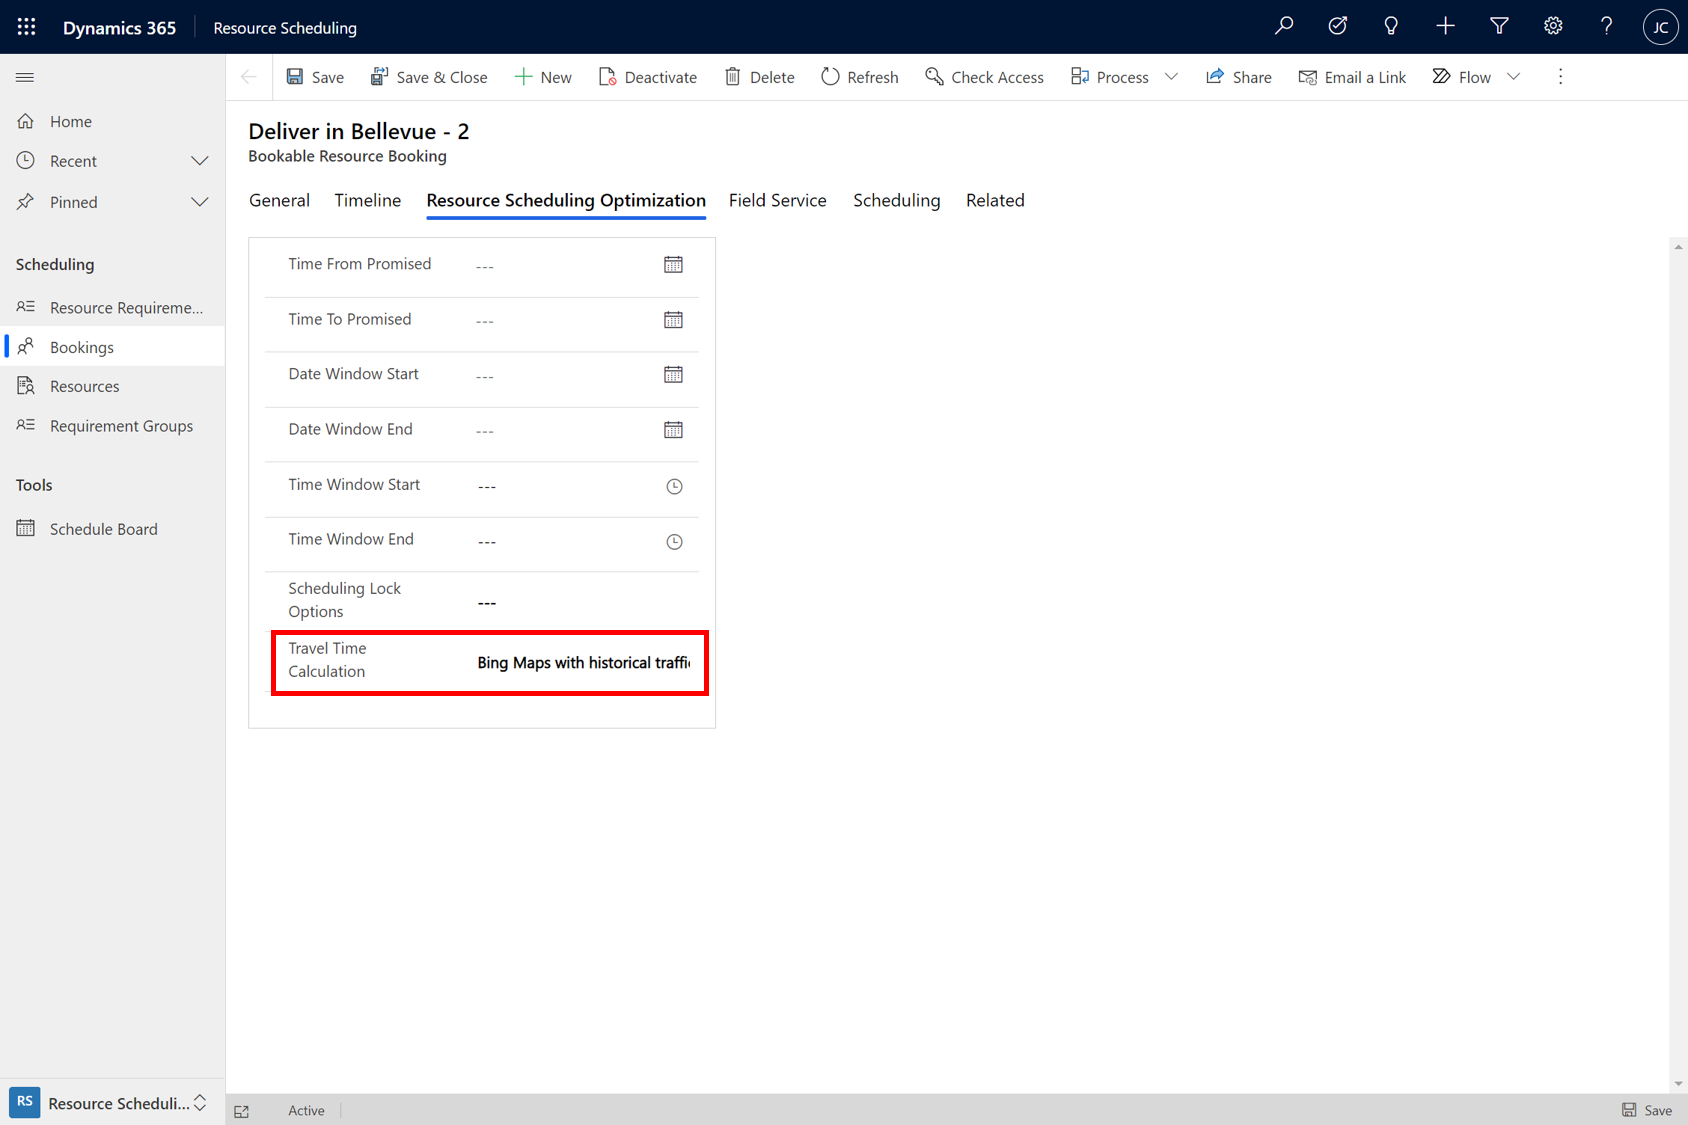 Dynamics 365
Resource Scheduling
JC
Save
Save & Close
New
Deactivate
Delete
Refresh
Check Access
Process
Share
Email a Link
Flow
Home
Recent
Pinned
Scheduling
Resource Requireme...
Bookings
Resources
Requirement Groups
Tools
Schedule Board
RS
Resource Scheduli...
Deliver in Bellevue - 2
Bookable Resource Booking
General
Timeline
Resource Scheduling Optimization
Field Service
Scheduling
Related
Time From Promised
---
Time To Promised
---
Date Window Start
---
Date Window End
---
Time Window Start
---
Time Window End
---
Scheduling Lock
Options
---
Travel Time
Calculation
Bing Maps with historical traffi
Active
Save